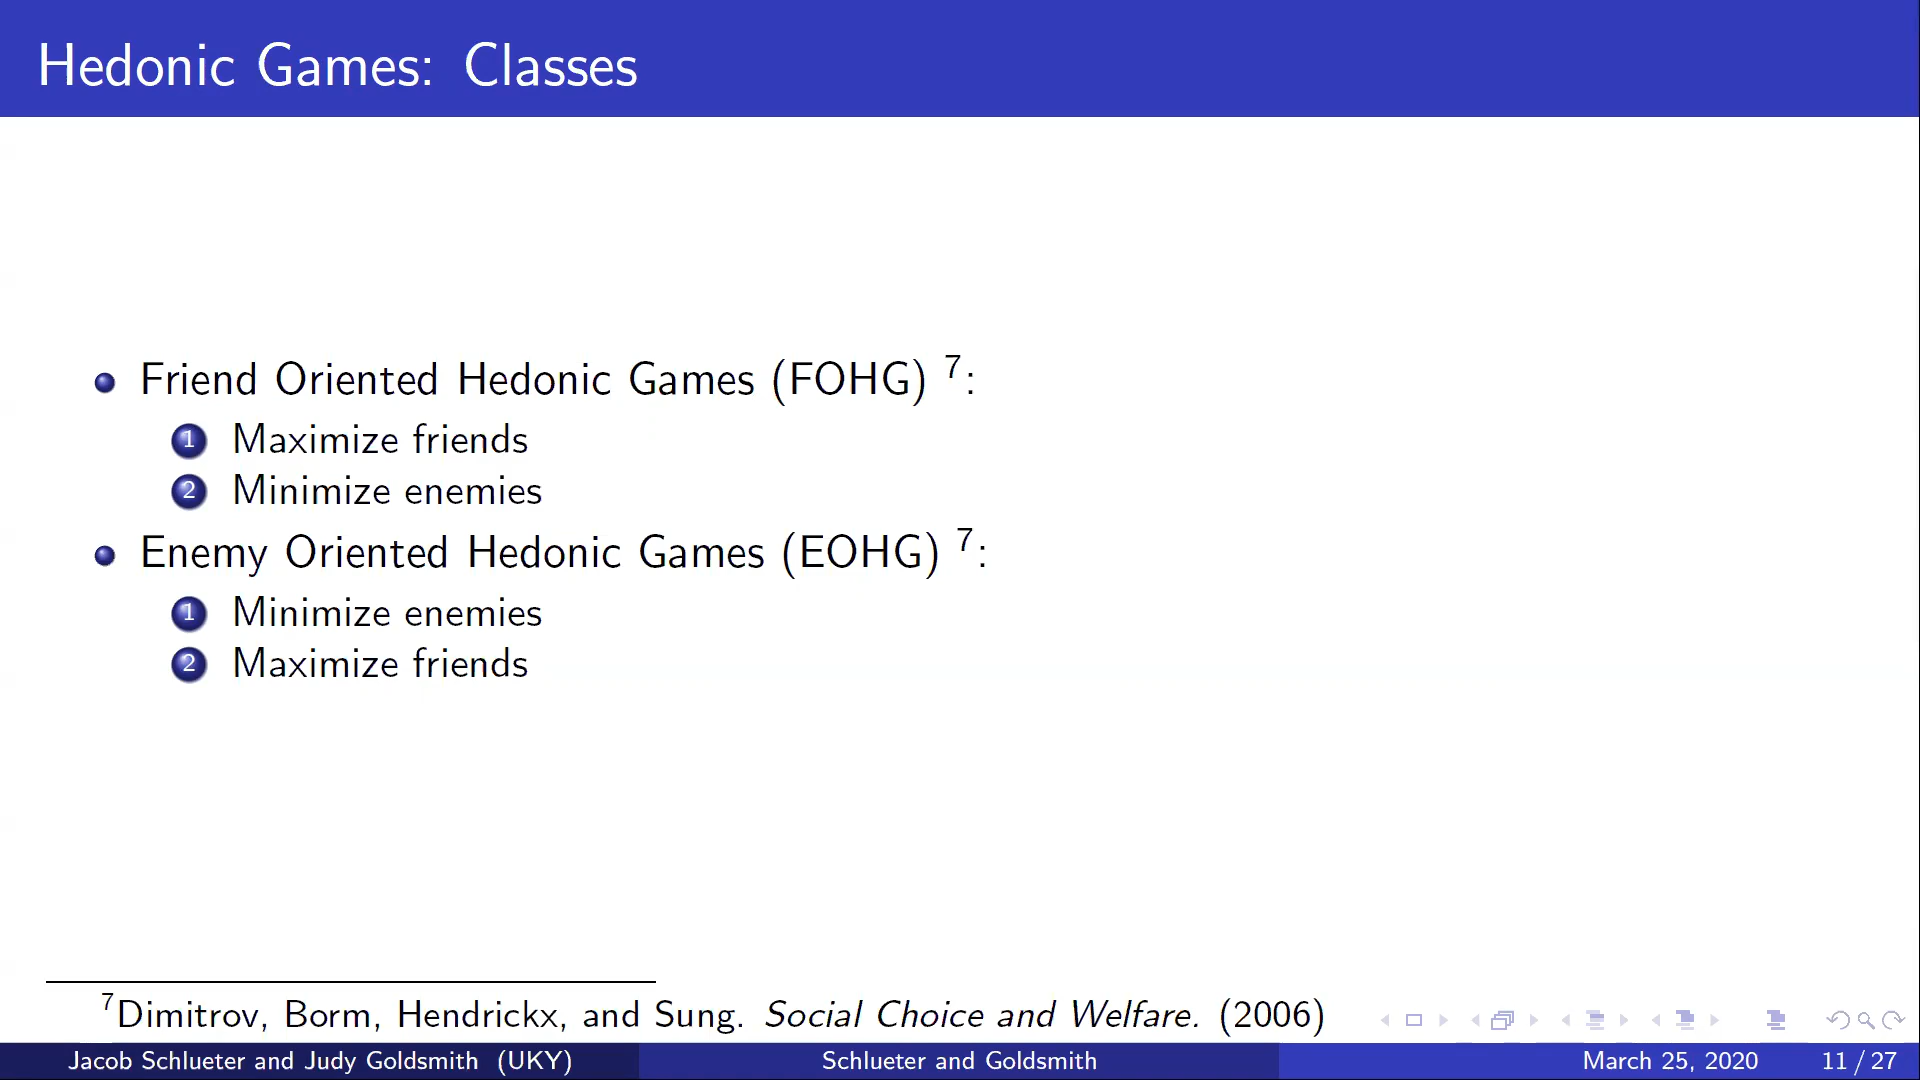 Hedonic Games: Classes
Friend Oriented Hedonic Games (FOHG) 7:
1 Maximize friends
2 Minimize enemies
Enemy Oriented Hedonic Games (EOHG) 7:
1 Minimize enemies
2 Maximize friends
7Dimitrov, Borm, Hendrickx, and Sung. Social Choice and Welfare. (2006)
Jacob Schlueter and Judy Goldsmith (UKY) Schlueter and Goldsmith March 25, 2020 11 / 27